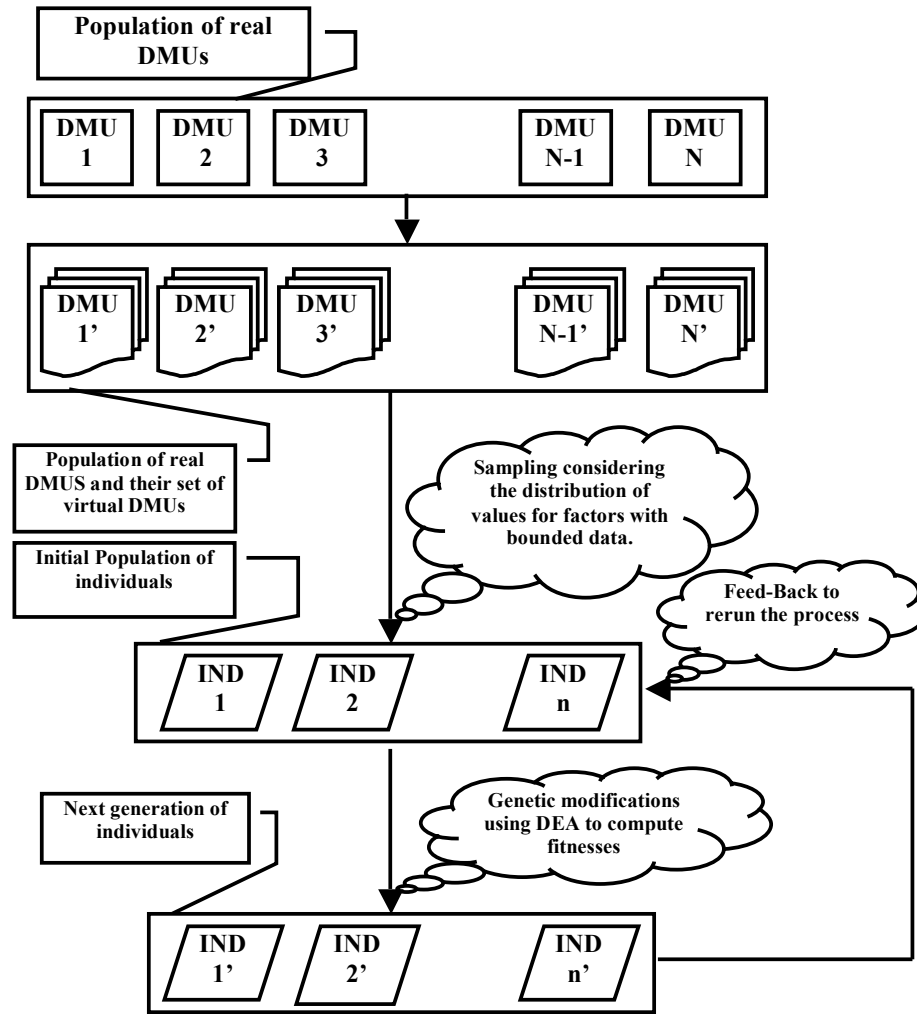 Population of real
DMUs
DMU
1
DMU
2
DMU
3
DMU
N-1
DMU
N
DMU
1’
DMU
2’
DMU
3’
DMU
N-1’
DMU
N’
Population of real
DMUS and their set of
virtual DMUs
Sampling considering
the distribution of
values for factors with
bounded data.
Initial Population of
individuals
Feed-Back to
rerun the process
IND
1
IND
2
IND
n
Next generation of
individuals
Genetic modifications
using DEA to compute
fitnesses
IND
1’
IND
2’
IND
n’